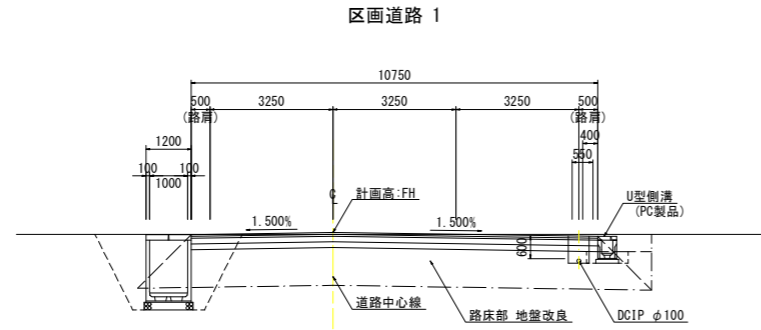 区画道路 1
10750
500 3250 3250 3250 500
(路肩) (路肩)
400
1200
550
100 100
1000
℄ 計画高:FH
U型側溝
(PC製品)
1.500% 1.500%
600
道路中心線
路床部 地盤改良
DCIP φ100